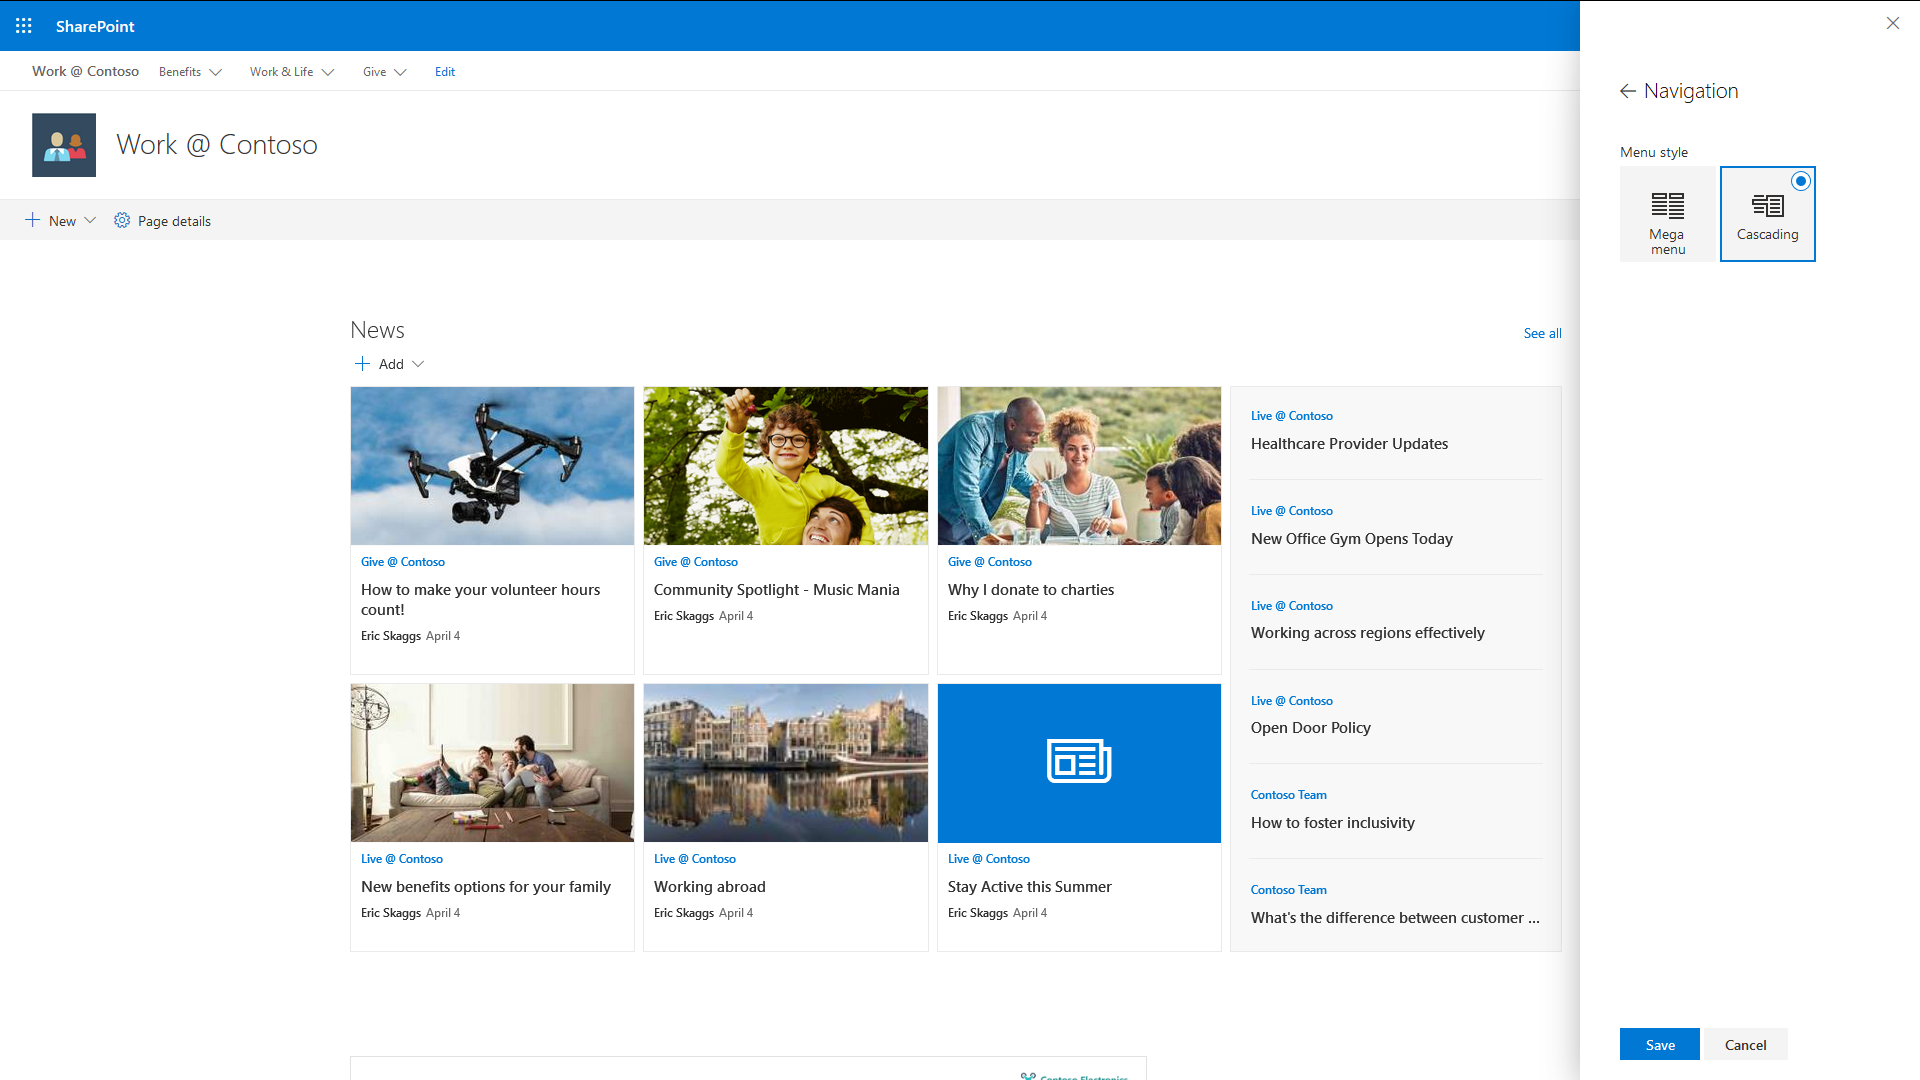 SharePoint
Work @ Contoso
Benefits
Work & Life
Give
Edit
Work @ Contoso
New
Page details
News
See all
Add
Give @ Contoso
How to make your volunteer hours
count!
Eric Skaggs April 4
Give @ Contoso
Community Spotlight - Music Mania
Eric Skaggs April 4
Give @ Contoso
Why I donate to charties
Eric Skaggs April 4
Live @ Contoso
New benefits options for your family
Eric Skaggs April 4
Live @ Contoso
Working abroad
Eric Skaggs April 4
Live @ Contoso
Stay Active this Summer
Eric Skaggs April 4
Live @ Contoso
Healthcare Provider Updates
Live @ Contoso
New Office Gym Opens Today
Live @ Contoso
Working across regions effectively
Live @ Contoso
Open Door Policy
Contoso Team
How to foster inclusivity
Contoso Team
What's the difference between customer ...
Contoso Electronics
Navigation
Menu style
Mega
menu
Cascading
Save
Cancel